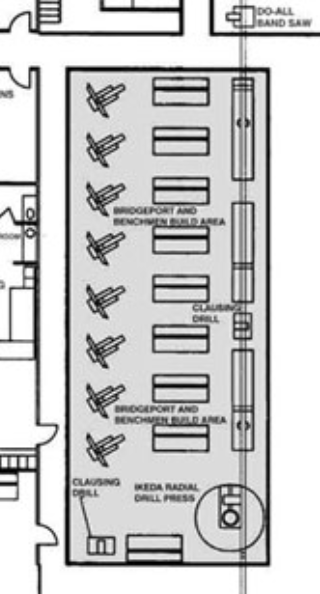 DO-ALL
BAND SAW
NS
BRIDGEPORT AND
BENCHMEN BUILD AREA
CLAUSING
DRILL
BRIDGEPORT AND
BENCHMEN BUILD AREA
CLAUSING
DRILL
IKEDA RADIAL
DRILL PRESS